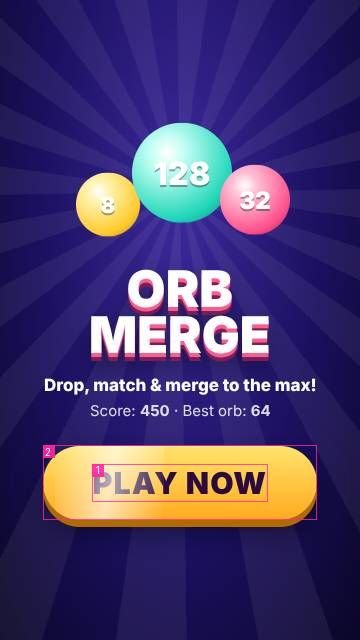 128
8
32
ORB
MERGE
Drop, match & merge to the max!
Score: 450 · Best orb: 64
2
1
PLAY NOW